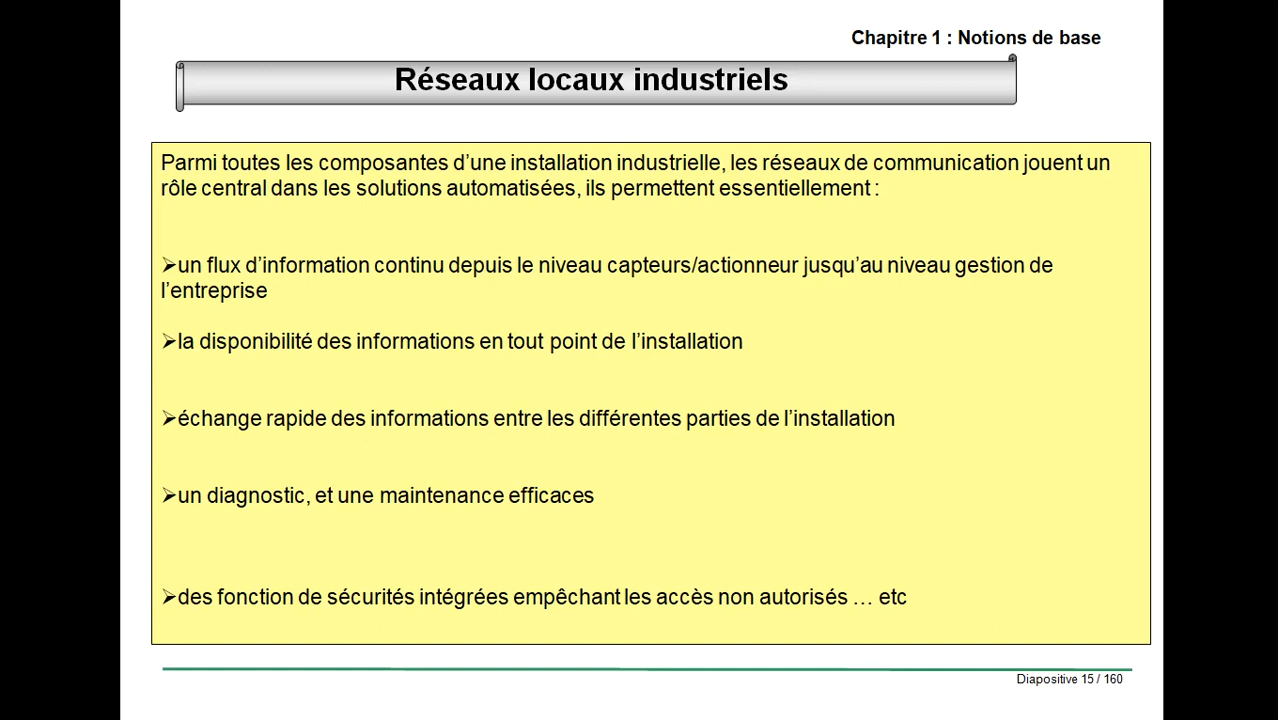 Chapitre 1 : Notions de base
Réseaux locaux industriels
Parmi toutes les composantes d’une installation industrielle, les réseaux de communication jouent un
rôle central dans les solutions automatisées, ils permettent essentiellement :
➢un flux d’information continu depuis le niveau capteurs/actionneur jusqu’au niveau gestion de
l’entreprise
➢la disponibilité des informations en tout point de l’installation
➢échange rapide des informations entre les différentes parties de l’installation
➢un diagnostic, et une maintenance efficaces
➢des fonction de sécurités intégrées empêchant les accès non autorisés … etc
Diapositive 15 / 160